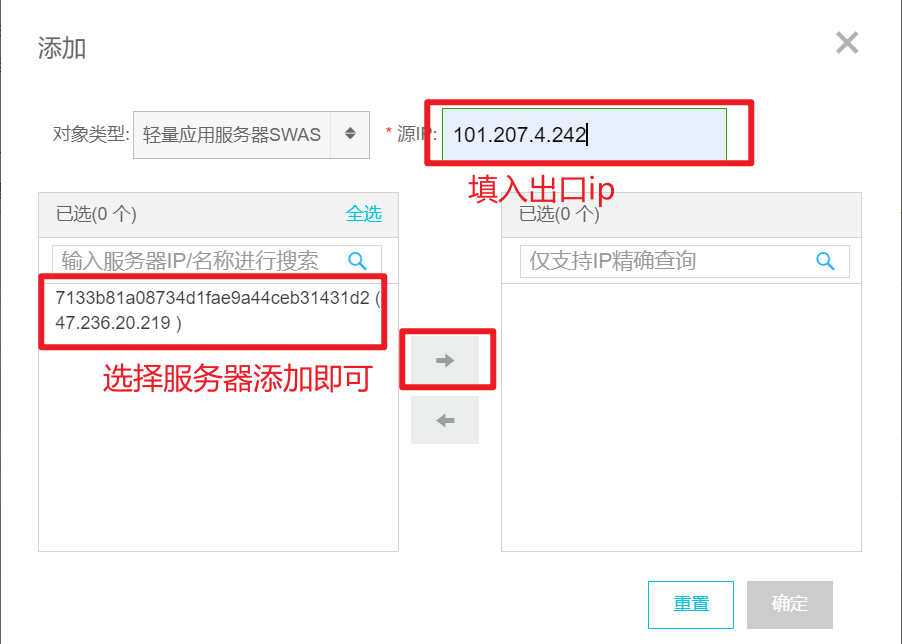 添加
对象类型: 轻量应用服务器SWAS * 源IP: 101.207.4.242
填入出口ip
已选(0 个) 全选
已选(0 个)
输入服务器IP/名称进行搜索
仅支持IP精确查询
7133b81a08734d1fae9a44ceb31431d2 (
47.236.20.219 )
选择服务器添加即可
重置 确定